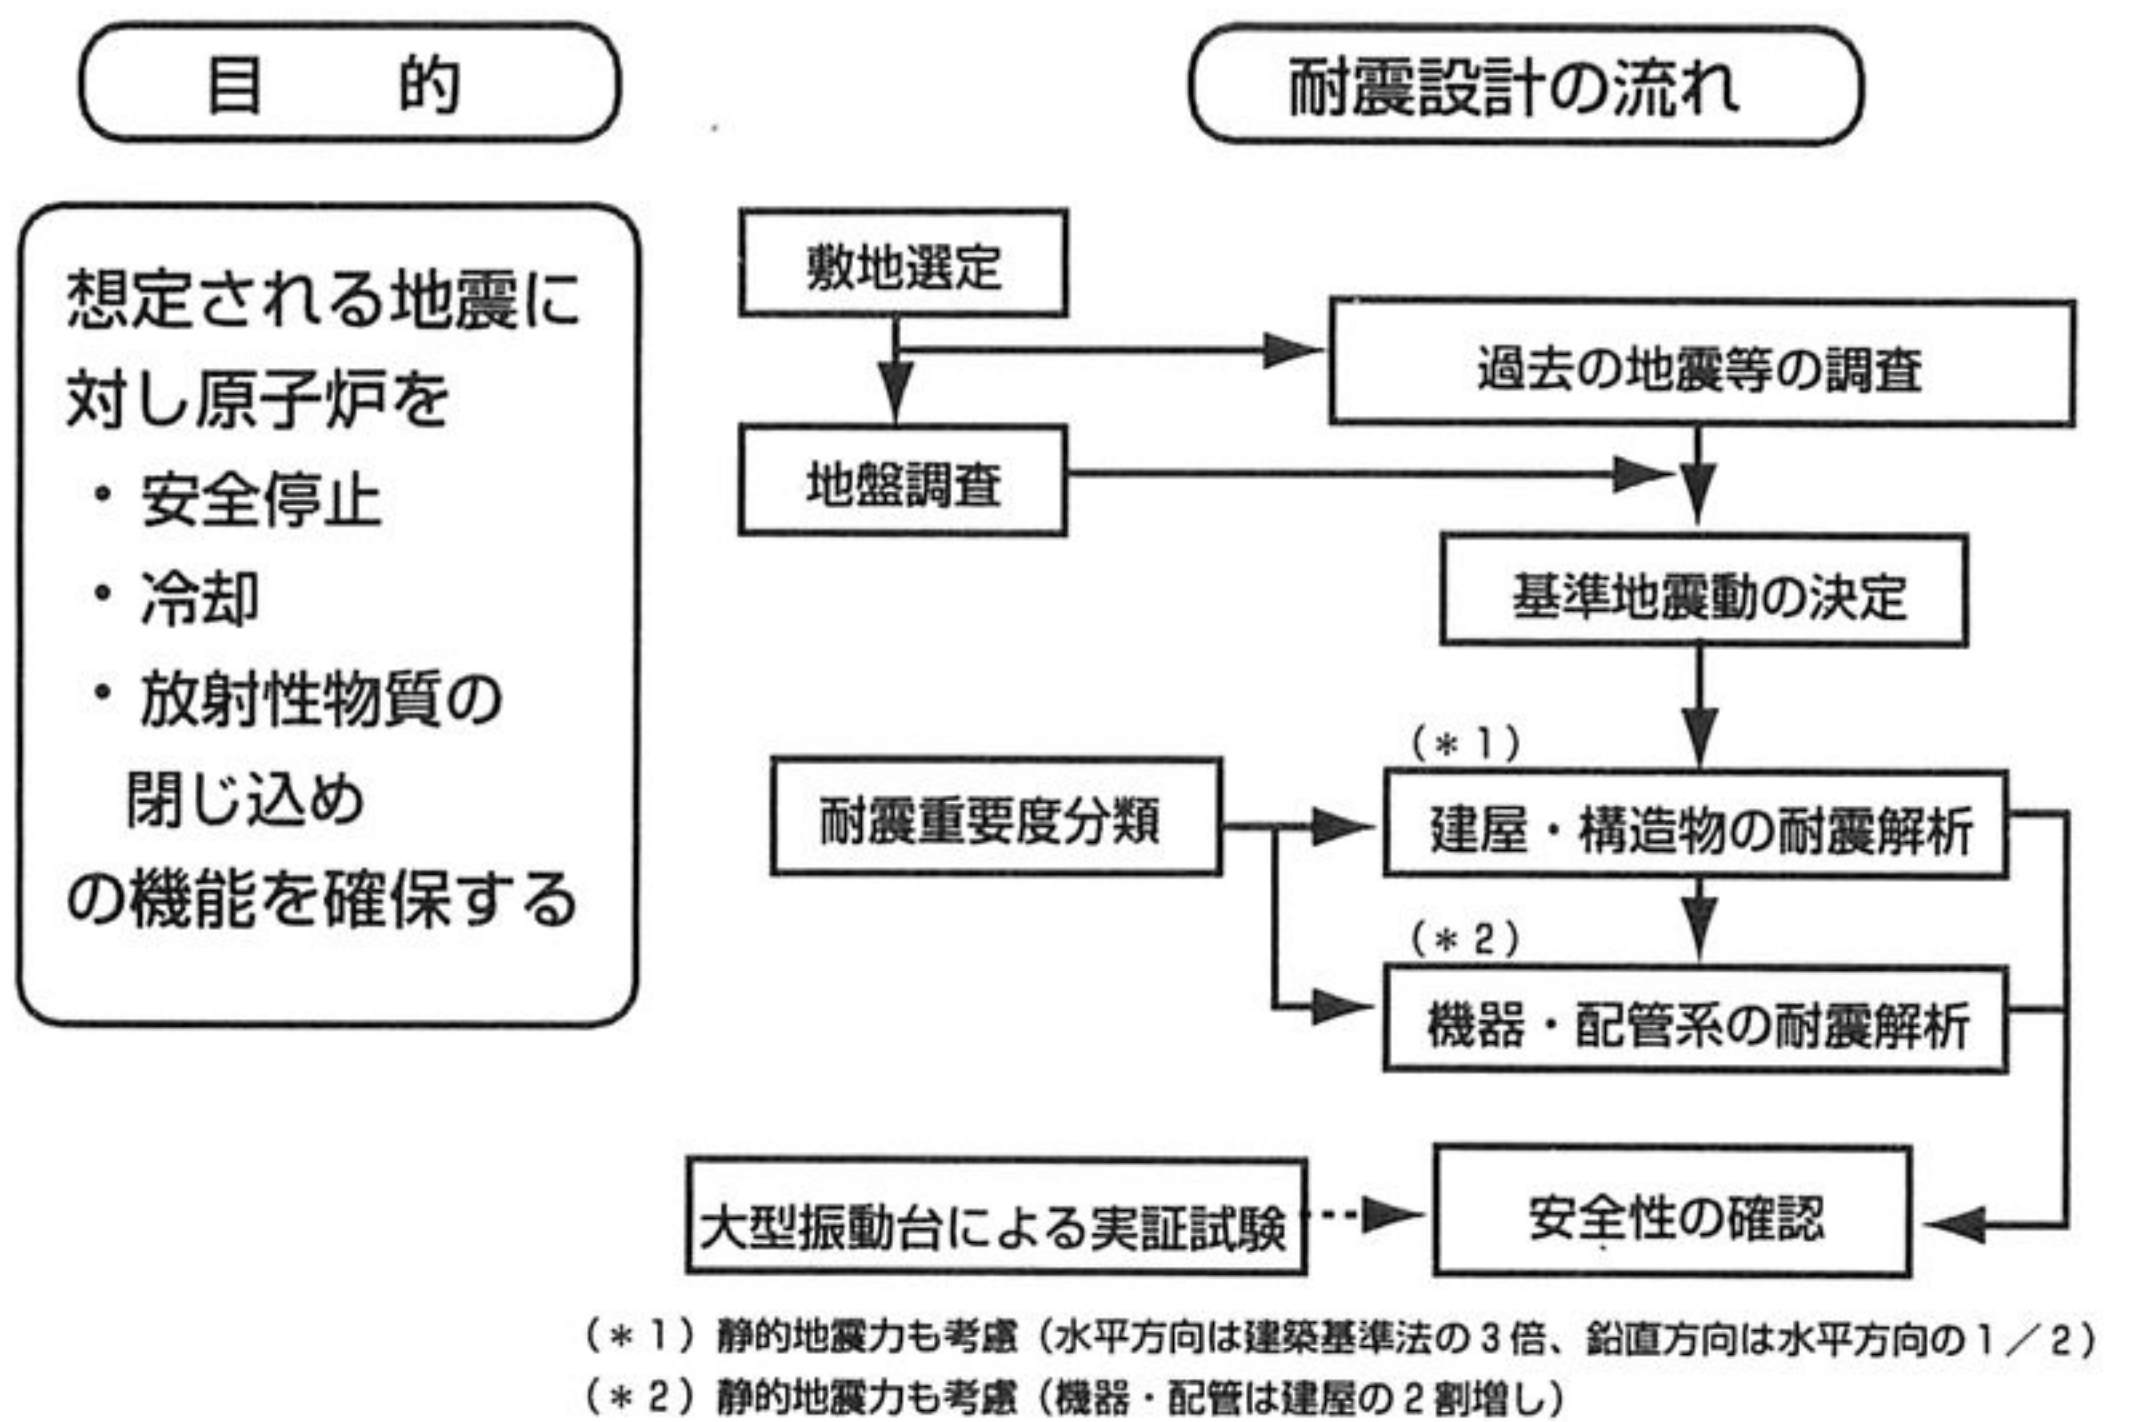 目　的
想定される地震に
対し原子炉を
・安全停止
・冷却
・放射性物質の
閉じ込め
の機能を確保する
耐震設計の流れ
敷地選定
過去の地震等の調査
地盤調査
基準地震動の決定
(＊1)
耐震重要度分類
建屋・構造物の耐震解析
(＊2)
機器・配管系の耐震解析
大型振動台による実証試験
安全性の確認
(＊1) 静的地震力も考慮 (水平方向は建築基準法の3倍、鉛直方向は水平方向の1／2)
(＊2) 静的地震力も考慮 (機器・配管は建屋の2割増し)